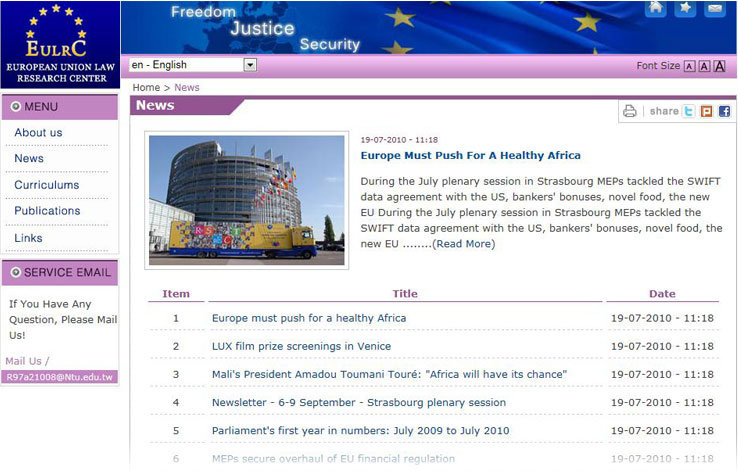 EULRC
EUROPEAN UNION LAW
RESEARCH CENTER
Freedom
Justice
Security
en - English
Font Size A A A
Home > News
MENU
About us
News
Curriculums
Publications
Links
SERVICE EMAIL
If You Have Any
Question, Please Mail
Us!
Mail Us /
R97a21008@Ntu.edu.tw
News
share
19-07-2010 - 11:18
Europe Must Push For A Healthy Africa
During the July plenary session in Strasbourg MEPs tackled the SWIFT
data agreement with the US, bankers' bonuses, novel food, the new
EU During the July plenary session in Strasbourg MEPs tackled the
SWIFT data agreement with the US, bankers' bonuses, novel food, the
new EU ........(Read More)
Item Title Date
1 Europe must push for a healthy Africa 19-07-2010 - 11:18
2 LUX film prize screenings in Venice 19-07-2010 - 11:18
3 Mali's President Amadou Toumani Touré: "Africa will have its chance" 19-07-2010 - 11:18
4 Newsletter - 6-9 September - Strasbourg plenary session 19-07-2010 - 11:18
5 Parliament's first year in numbers: July 2009 to July 2010 19-07-2010 - 11:18
6 MEPs secure overhaul of EU financial regulation 19-07-2010 - 11:18